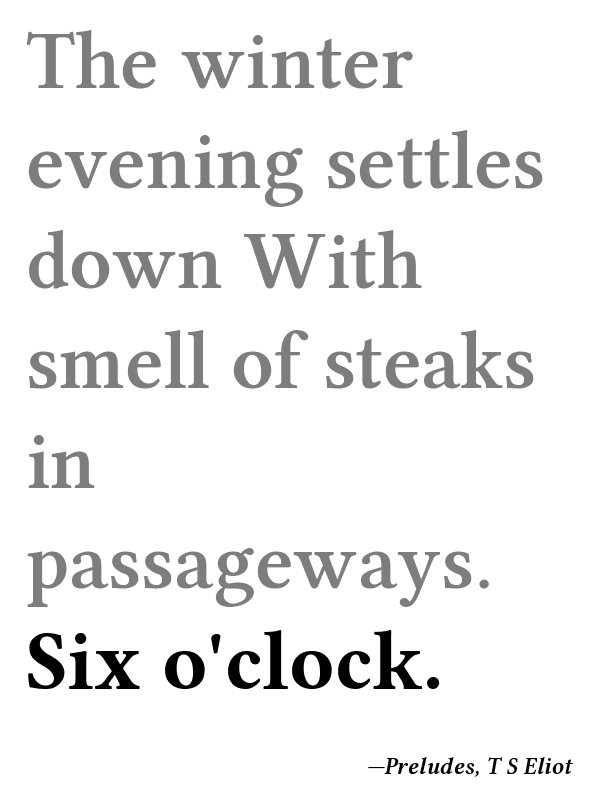 The winter
evening settles
down With
smell of steaks
in
passageways.
Six o'clock.
—Preludes, T S Eliot